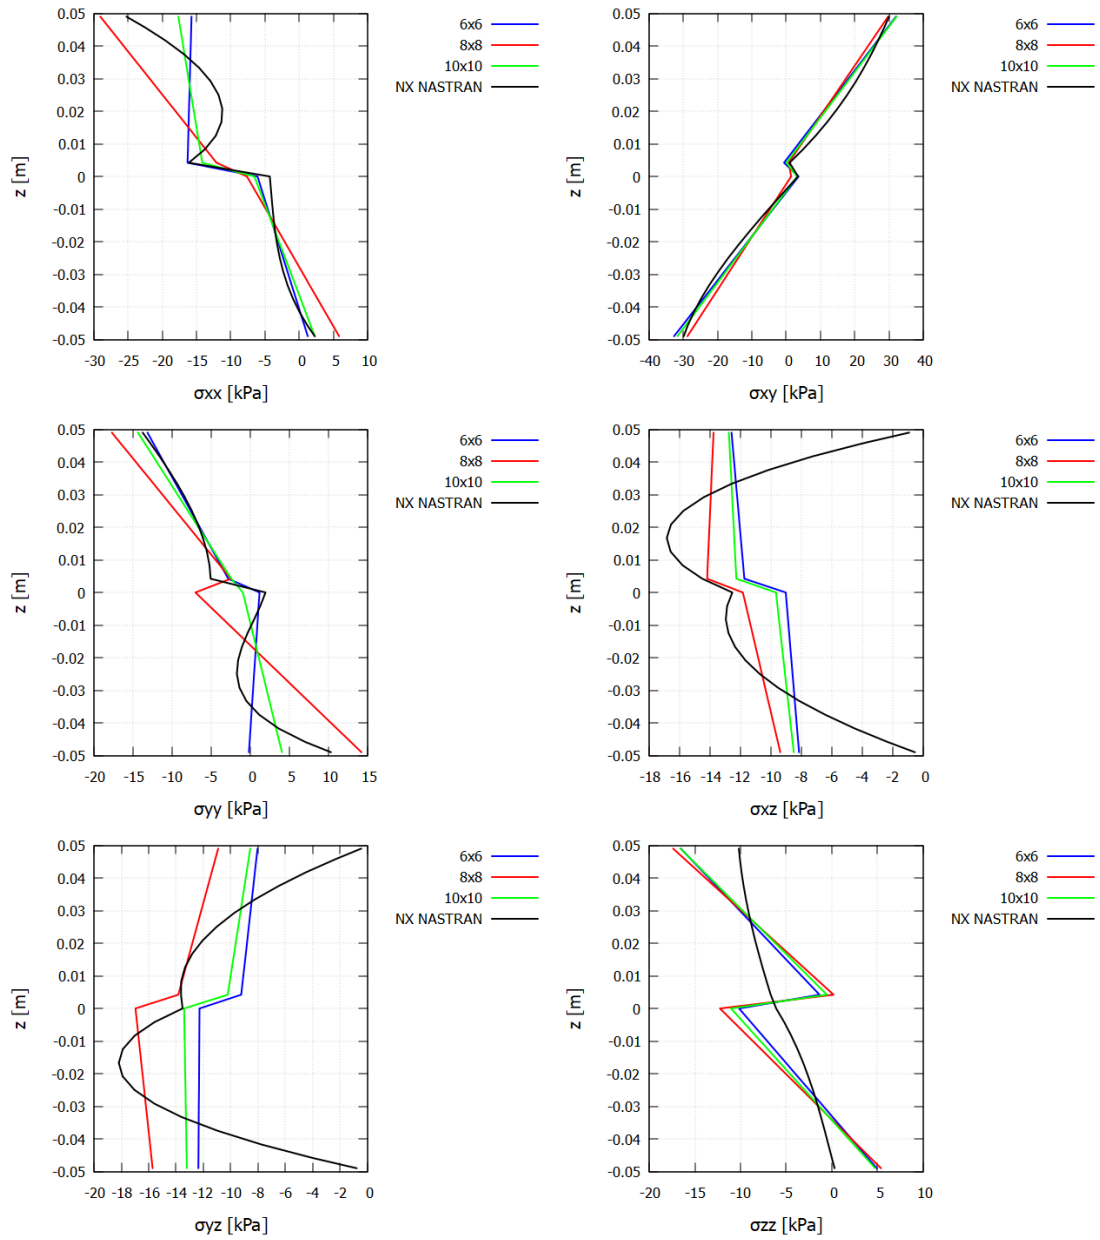 0.05
0.04
0.03
0.02
0.01
0
-0.01
-0.02
-0.03
-0.04
-0.05
z [m]
-30 -25 -20 -15 -10 -5 0 5 10
σxx [kPa]
6x6
8x8
10x10
NX NASTRAN
0.05
0.04
0.03
0.02
0.01
0
-0.01
-0.02
-0.03
-0.04
-0.05
z [m]
-40 -30 -20 -10 0 10 20 30 40
σxy [kPa]
6x6
8x8
10x10
NX NASTRAN
0.05
0.04
0.03
0.02
0.01
0
-0.01
-0.02
-0.03
-0.04
-0.05
z [m]
-20 -15 -10 -5 0 5 10 15
σyy [kPa]
6x6
8x8
10x10
NX NASTRAN
0.05
0.04
0.03
0.02
0.01
0
-0.01
-0.02
-0.03
-0.04
-0.05
z [m]
-18 -16 -14 -12 -10 -8 -6 -4 -2 0
σxz [kPa]
6x6
8x8
10x10
NX NASTRAN
0.05
0.04
0.03
0.02
0.01
0
-0.01
-0.02
-0.03
-0.04
-0.05
z [m]
-20 -18 -16 -14 -12 -10 -8 -6 -4 -2 0
σyz [kPa]
6x6
8x8
10x10
NX NASTRAN
0.05
0.04
0.03
0.02
0.01
0
-0.01
-0.02
-0.03
-0.04
-0.05
z [m]
-20 -15 -10 -5 0 5 10
σzz [kPa]
6x6
8x8
10x10
NX NASTRAN